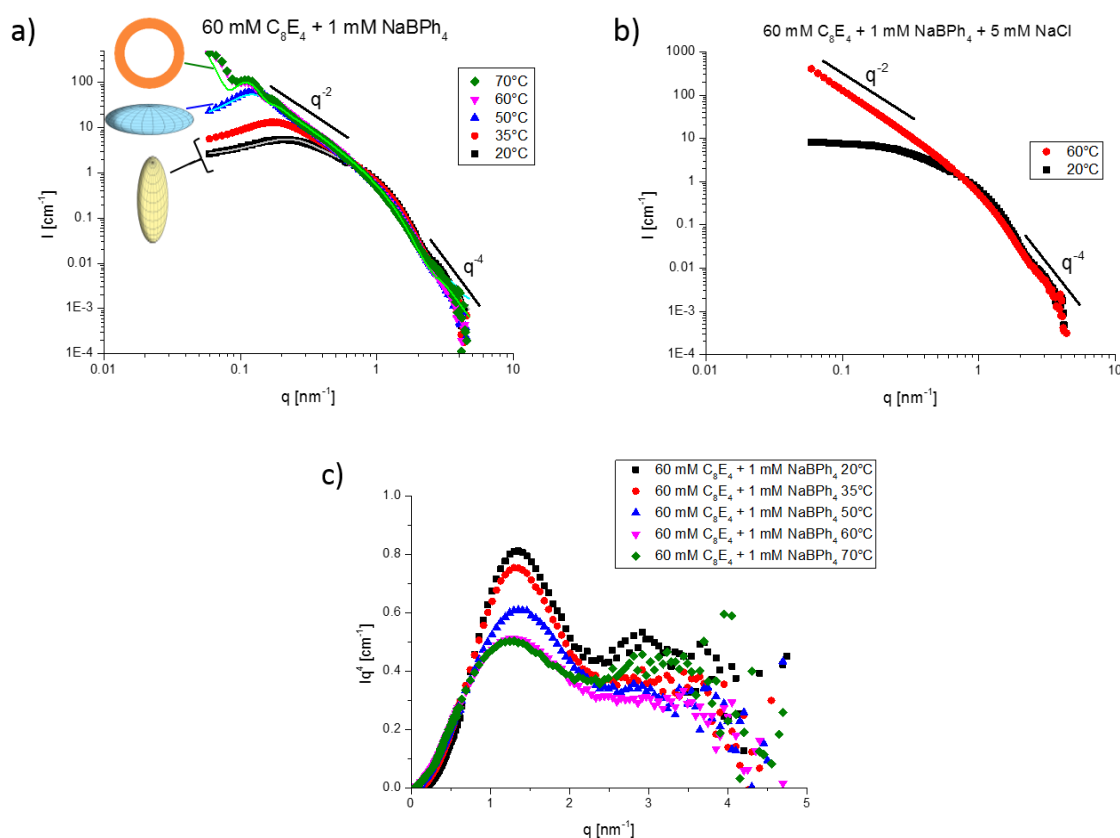 a)
60 mM C₈E₄ + 1 mM NaBPh₄
100
10
1
0.1
0.01
1E-3
1E-4
I [cm⁻¹]
q⁻²
q⁻⁴
70°C
60°C
50°C
35°C
20°C
0.01
0.1
1
10
q [nm⁻¹]
b)
60 mM C₈E₄ + 1 mM NaBPh₄ + 5 mM NaCl
1000
100
10
1
0.1
0.01
1E-3
1E-4
I [cm⁻¹]
q⁻²
q⁻⁴
60°C
20°C
0.01
0.1
1
10
q [nm⁻¹]
c)
60 mM C₈E₄ + 1 mM NaBPh₄ 20°C
60 mM C₈E₄ + 1 mM NaBPh₄ 35°C
60 mM C₈E₄ + 1 mM NaBPh₄ 50°C
60 mM C₈E₄ + 1 mM NaBPh₄ 60°C
60 mM C₈E₄ + 1 mM NaBPh₄ 70°C
1.0
0.8
0.6
0.4
0.2
0.0
Iq⁴ [cm⁻¹]
0
1
2
3
4
5
q [nm⁻¹]